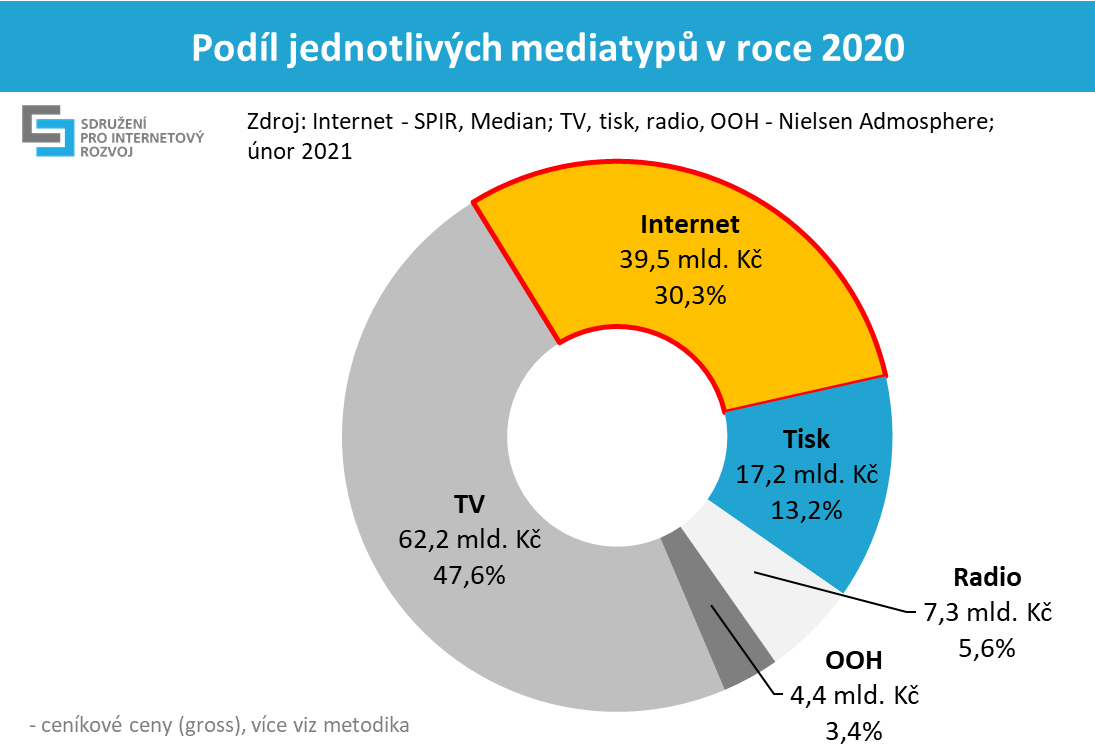 Podíl jednotlivých mediatypů v roce 2020
SDRUŽENÍ
PRO INTERNETOVÝ
ROZVOJ
Zdroj: Internet - SPIR, Median; TV, tisk, radio, OOH - Nielsen Admosphere;
únor 2021
Internet
39,5 mld. Kč
30,3%
Tisk
17,2 mld. Kč
13,2%
TV
62,2 mld. Kč
47,6%
Radio
7,3 mld. Kč
5,6%
OOH
4,4 mld. Kč
3,4%
- ceníkové ceny (gross), více viz metodika